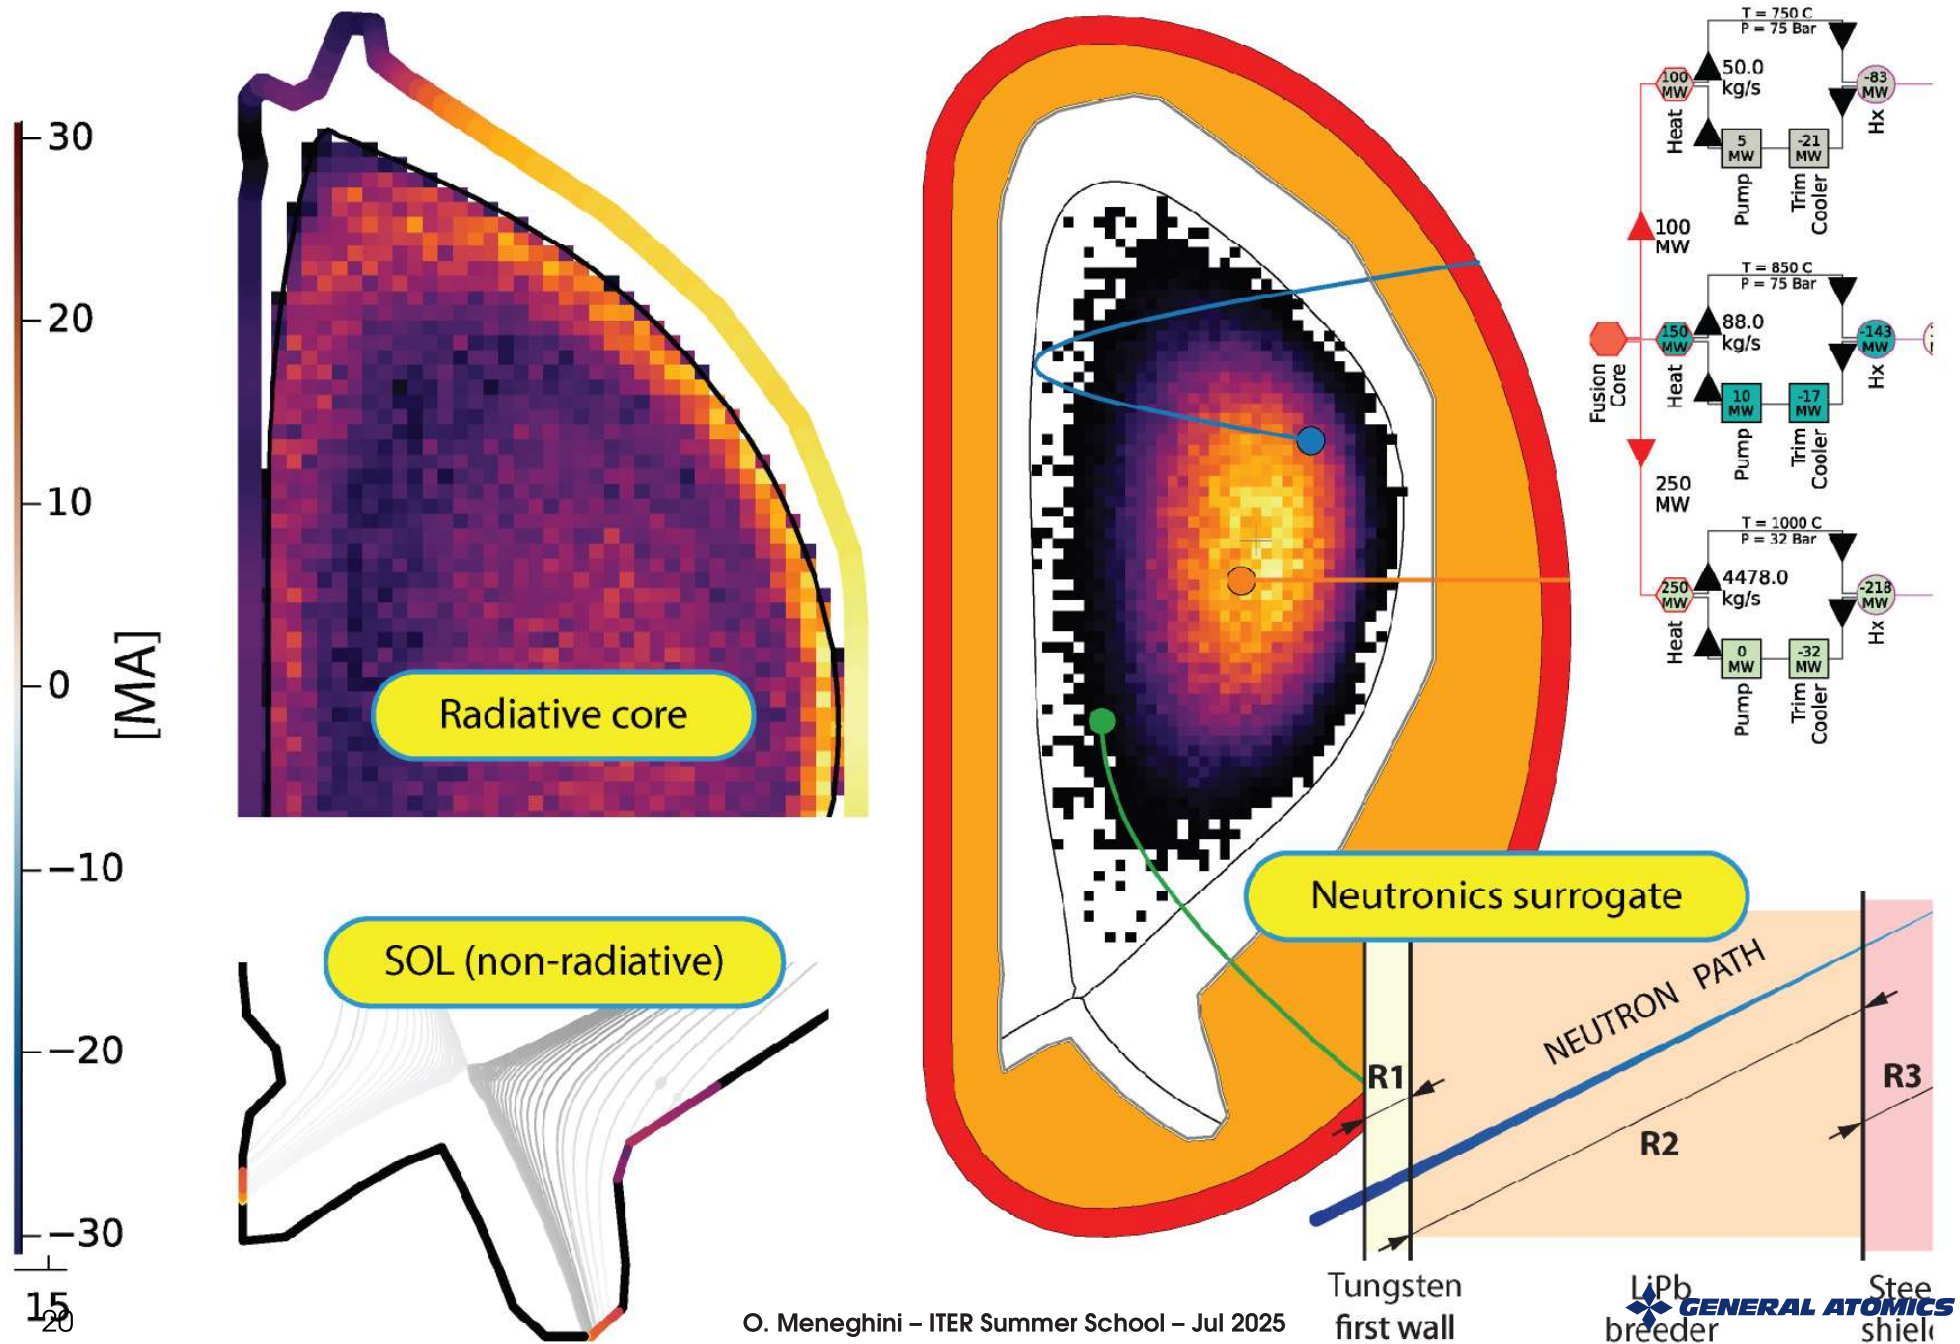 30
20
10
0
−10
−20
−30
[MA]
15
20
Radiative core
SOL (non-radiative)
Neutronics surrogate
T = 750 C
P = 75 Bar
100
MW
50.0
kg/s
-83
MW
Heat
Hx
5
MW
-21
MW
Pump
Trim
Cooler
100
MW
T = 850 C
P = 75 Bar
Fusion
Core
150
MW
88.0
kg/s
-143
MW
Heat
Hx
10
MW
-17
MW
Pump
Trim
Cooler
250
MW
T = 1000 C
P = 32 Bar
250
MW
4478.0
kg/s
-218
MW
Heat
Hx
0
MW
-32
MW
Pump
Trim
Cooler
NEUTRON PATH
R1
R2
R3
Tungsten
first wall
LiPb
breeder
Stee
shiel
O. Meneghini – ITER Summer School – Jul 2025
GENERAL ATOMICS